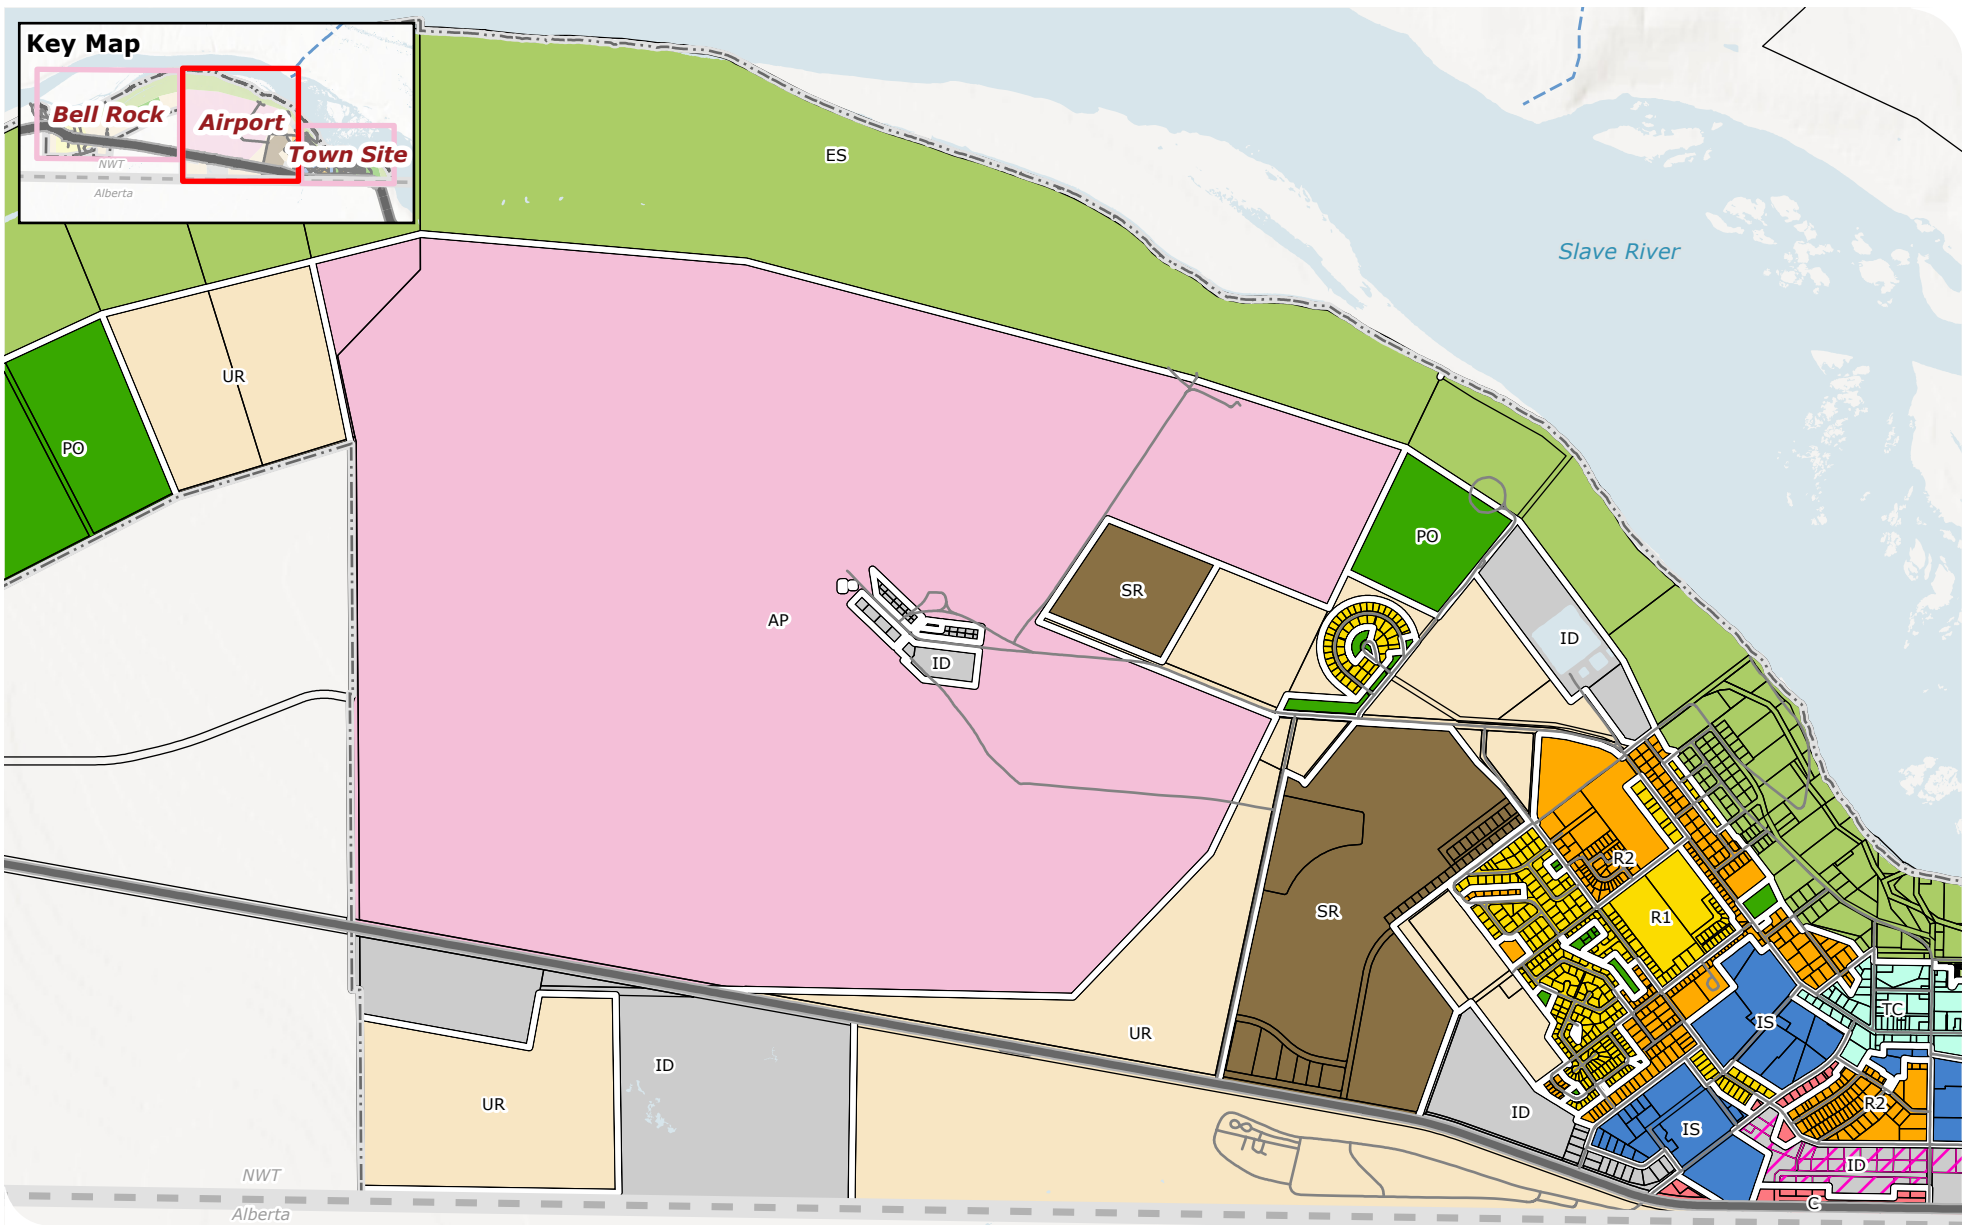 Key Map
Bell Rock
Airport
Town Site
NWT
Alberta
ES
Slave River
UR
PO
PO
SR
AP
ID
ID
R2
SR
R1
TC
IS
UR
ID
UR
ID
R2
IS
ID
C
NWT
Alberta